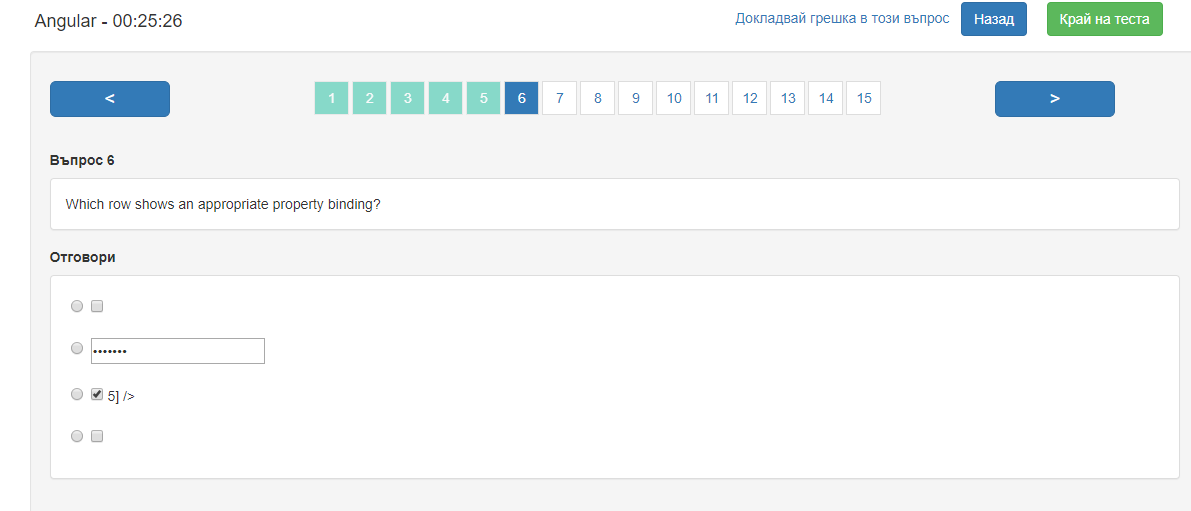 Angular - 00:25:26
Докладвай грешка в този въпрос Назад Край на теста
< 1 2 3 4 5 6 7 8 9 10 11 12 13 14 15 >
Въпрос 6
Which row shows an appropriate property binding?
Отговори
•••••••
5] />